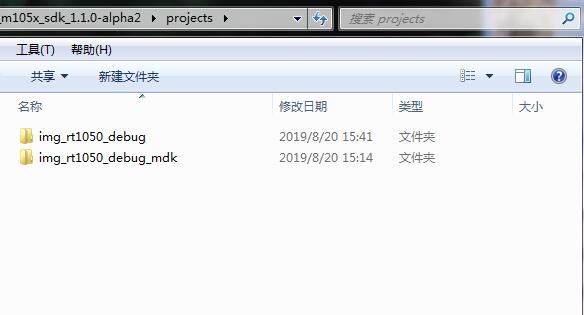 _m105x_sdk_1.1.0-alpha2 projects 搜索 projects
工具(T) 帮助(H)
共享 新建文件夹
名称 修改日期 类型 大小
img_rt1050_debug 2019/8/20 15:41 文件夹
img_rt1050_debug_mdk 2019/8/20 15:14 文件夹